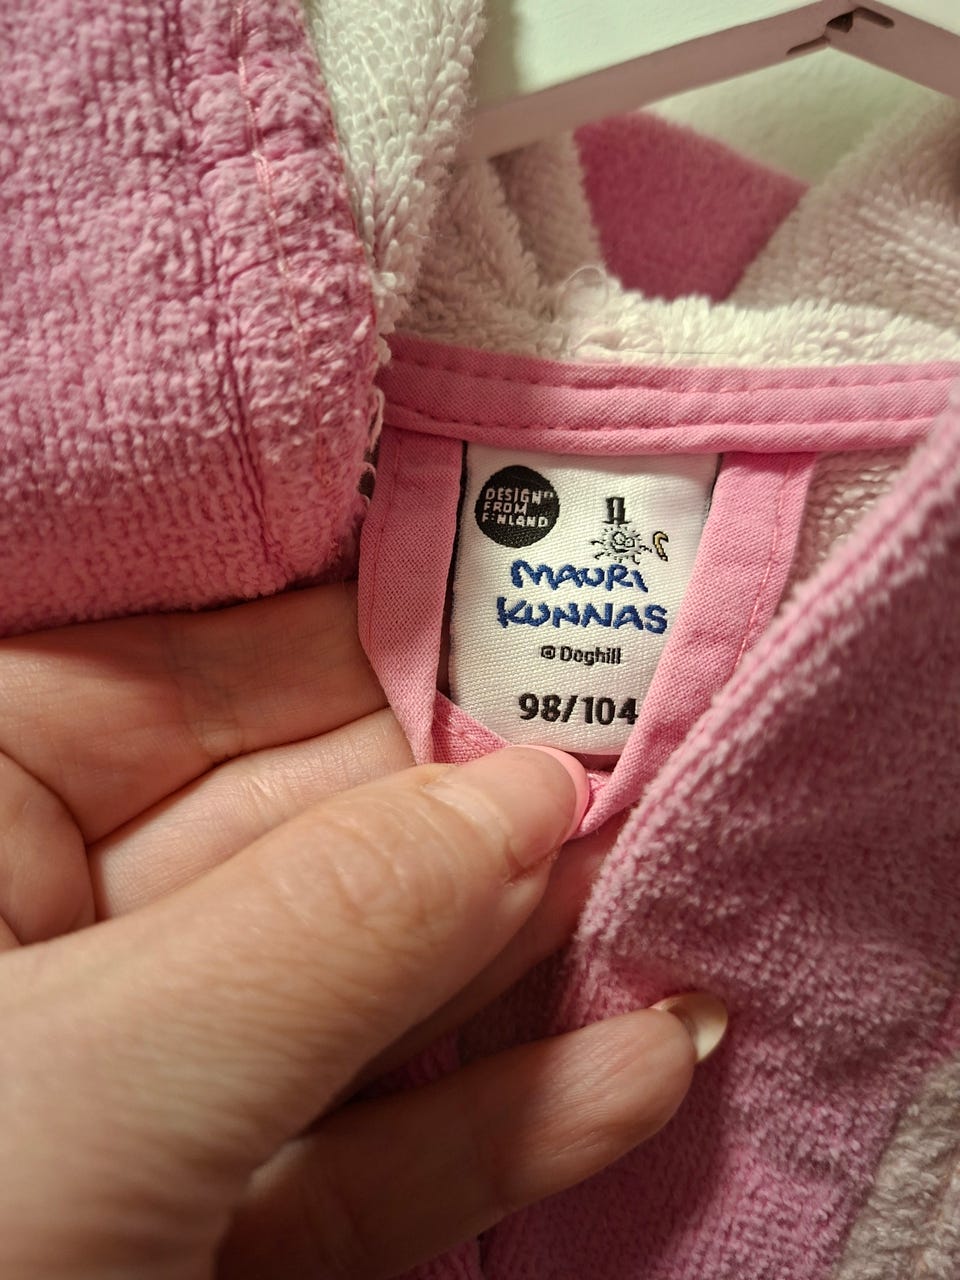 DESIGN
FROM
FINLAND
MAURI
KUNNAS
© Doghill
98/104